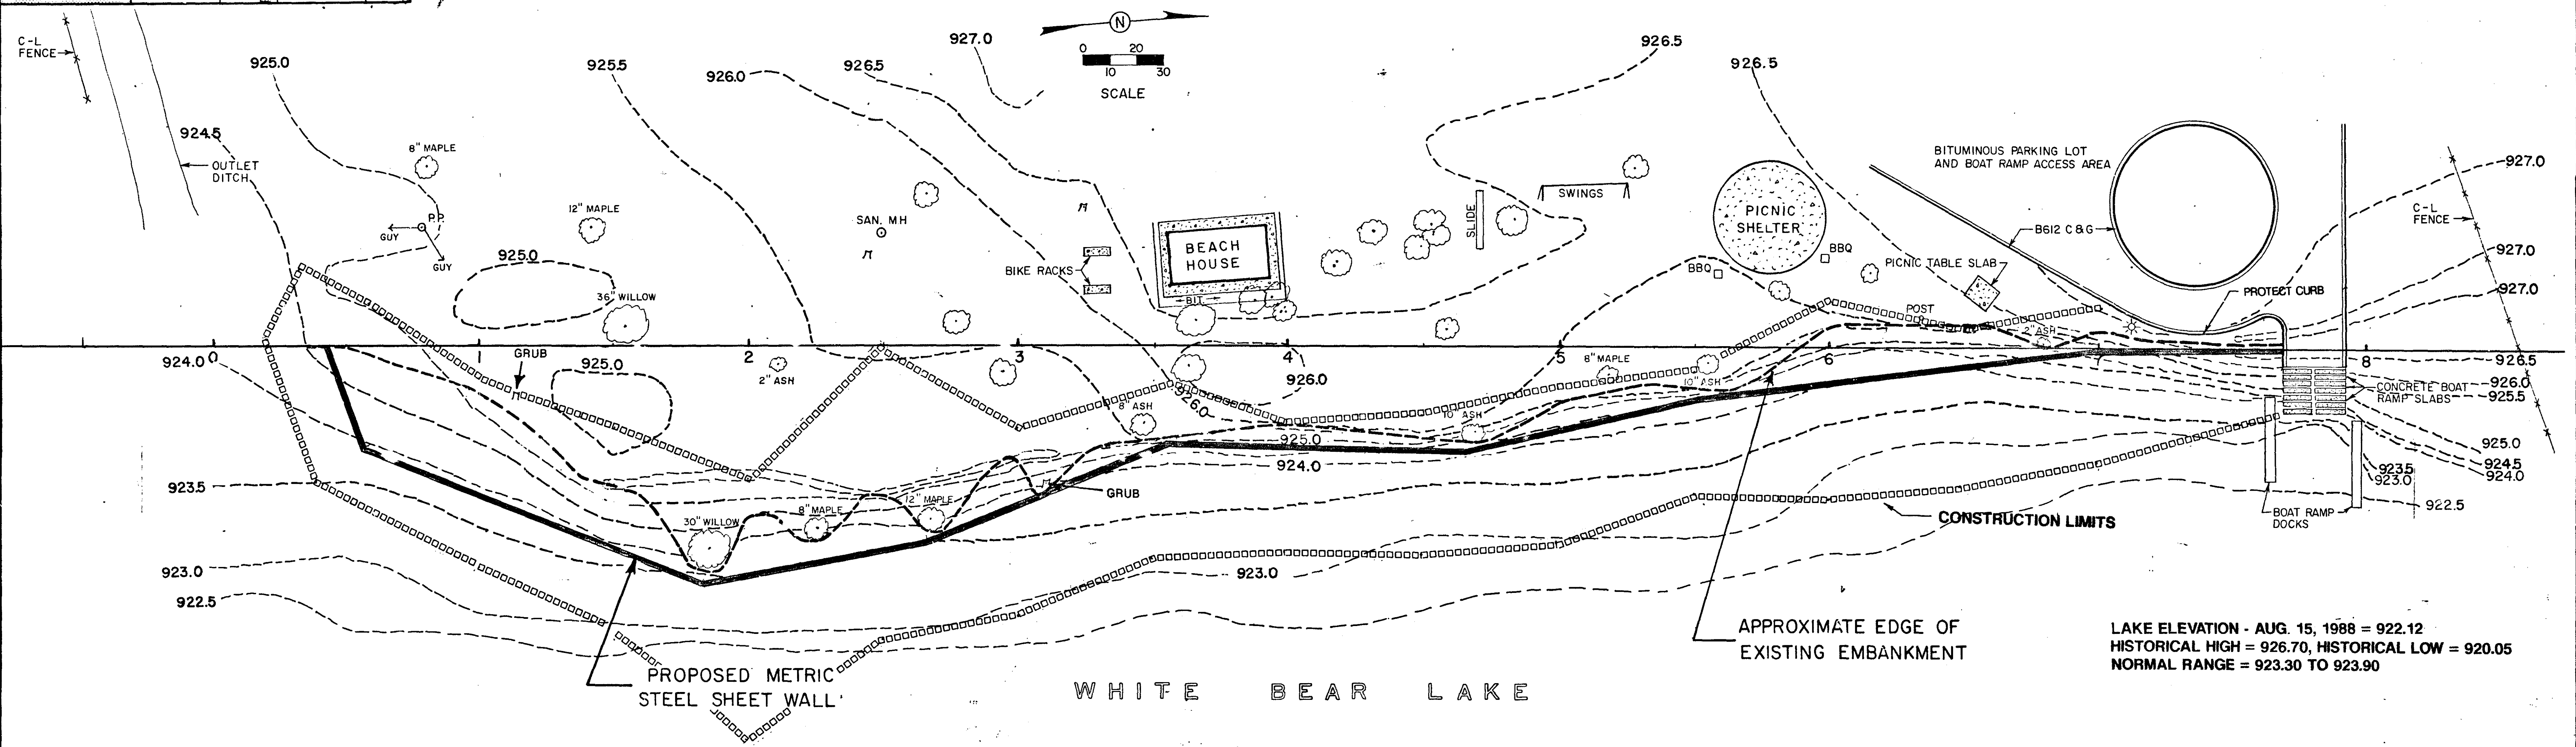 C-L
FENCE
925.0
924.5
OUTLET
DITCH
8" MAPLE
P.P.
GUY
GUY
12" MAPLE
925.5
926.0
926.5
927.0
N
0 20
10 30
SCALE
926.5
926.5
SAN. MH
925.0
36" WILLOW
BIKE RACKS
BEACH
HOUSE
BIT
SLIDE
SWINGS
PICNIC
SHELTER
BBQ
BBQ
PICNIC TABLE SLAB
POST
BITUMINOUS PARKING LOT
AND BOAT RAMP ACCESS AREA
B612 C&G
PROTECT CURB
C-L
FENCE
927.0
927.0
927.0
924.0
0 1 2 3 4 5 6 7 8
GRUB
925.0
2" ASH
8" ASH
926.0
926.0
10" ASH
8" MAPLE
10" ASH
2" ASH
926.5
926.0
925.5
CONCRETE BOAT
RAMP SLABS
925.0
924.5
924.0
923.5
923.0
922.5
BOAT RAMP
DOCKS
925.0
924.0
GRUB
923.5
30" WILLOW
8" MAPLE
12" MAPLE
CONSTRUCTION LIMITS
923.0
922.5
923.0
PROPOSED METRIC
STEEL SHEET WALL
APPROXIMATE EDGE OF
EXISTING EMBANKMENT
WHITE BEAR LAKE
LAKE ELEVATION - AUG. 15, 1988 = 922.12
HISTORICAL HIGH = 926.70, HISTORICAL LOW = 920.05
NORMAL RANGE = 923.30 TO 923.90